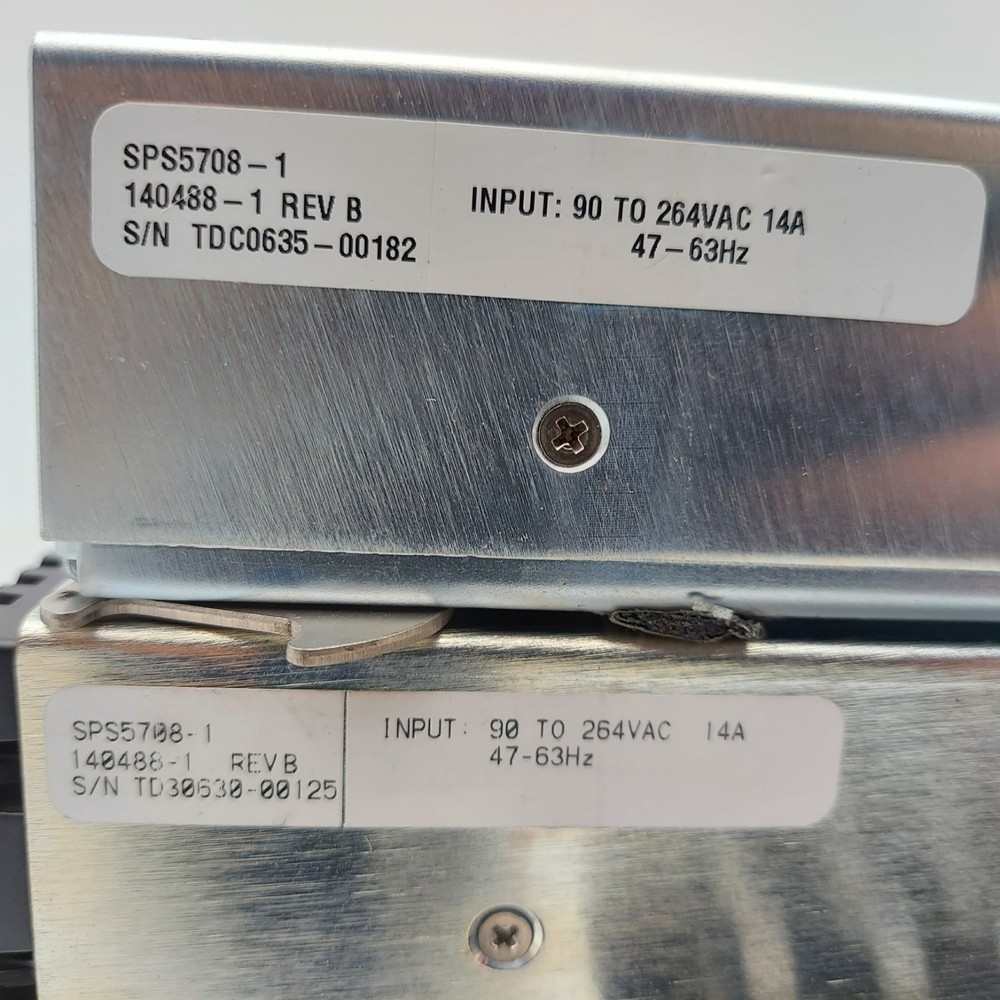 SPS5708-1
140488-1 REV B
S/N TDC0635-00182
INPUT: 90 TO 264VAC 14A
47-63Hz
SPS5708-1
140488-1 REV B
S/N TD30630-00125
INPUT: 90 TO 264VAC 14A
47-63Hz